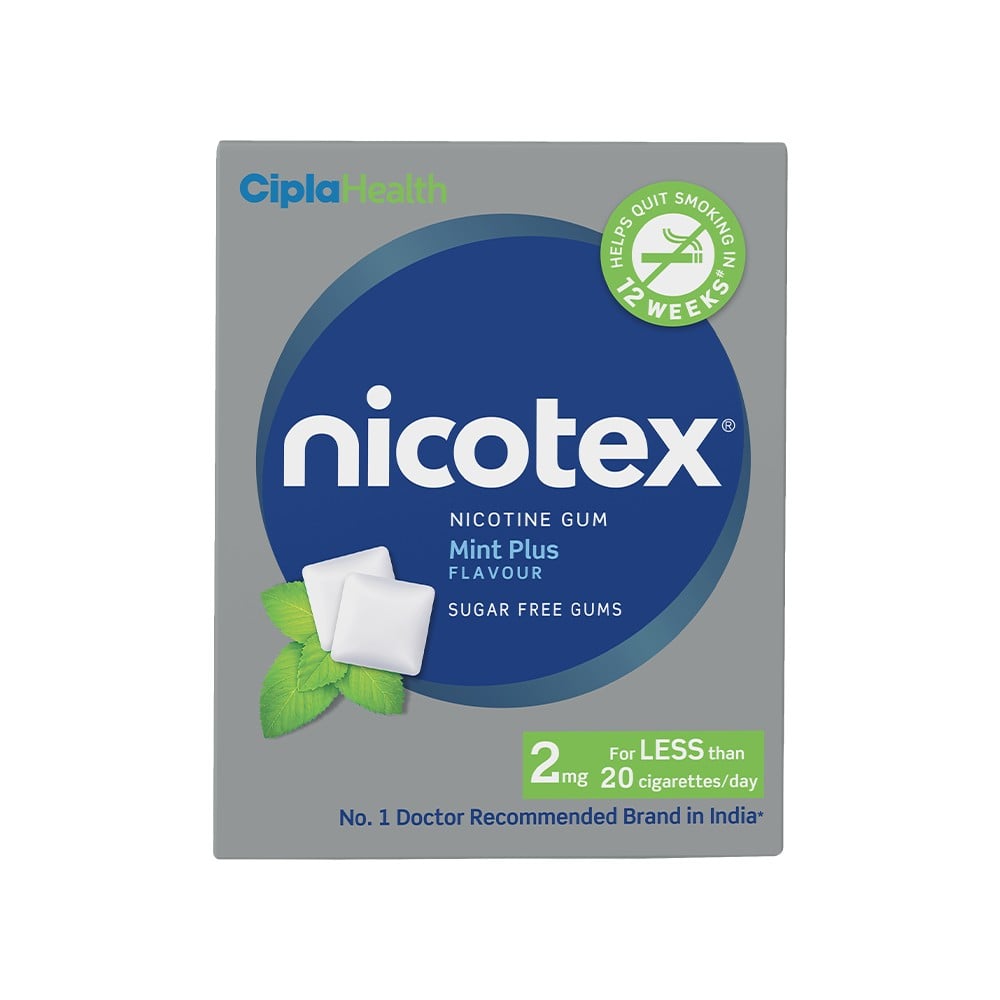 CiplaHealth
HELPS QUIT SMOKING IN
12 WEEKS#
nicotex®
NICOTINE GUM
Mint Plus
FLAVOUR
SUGAR FREE GUMS
2mg
For LESS than
20 cigarettes/day
No. 1 Doctor Recommended Brand in India*